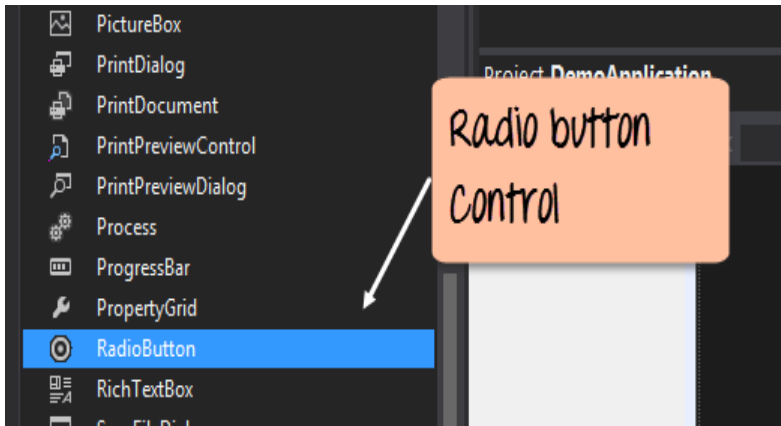 PictureBox
PrintDialog
PrintDocument
PrintPreviewControl
PrintPreviewDialog
Process
ProgressBar
PropertyGrid
RadioButton
RichTextBox
Project DemoApplication
Radio button
Control